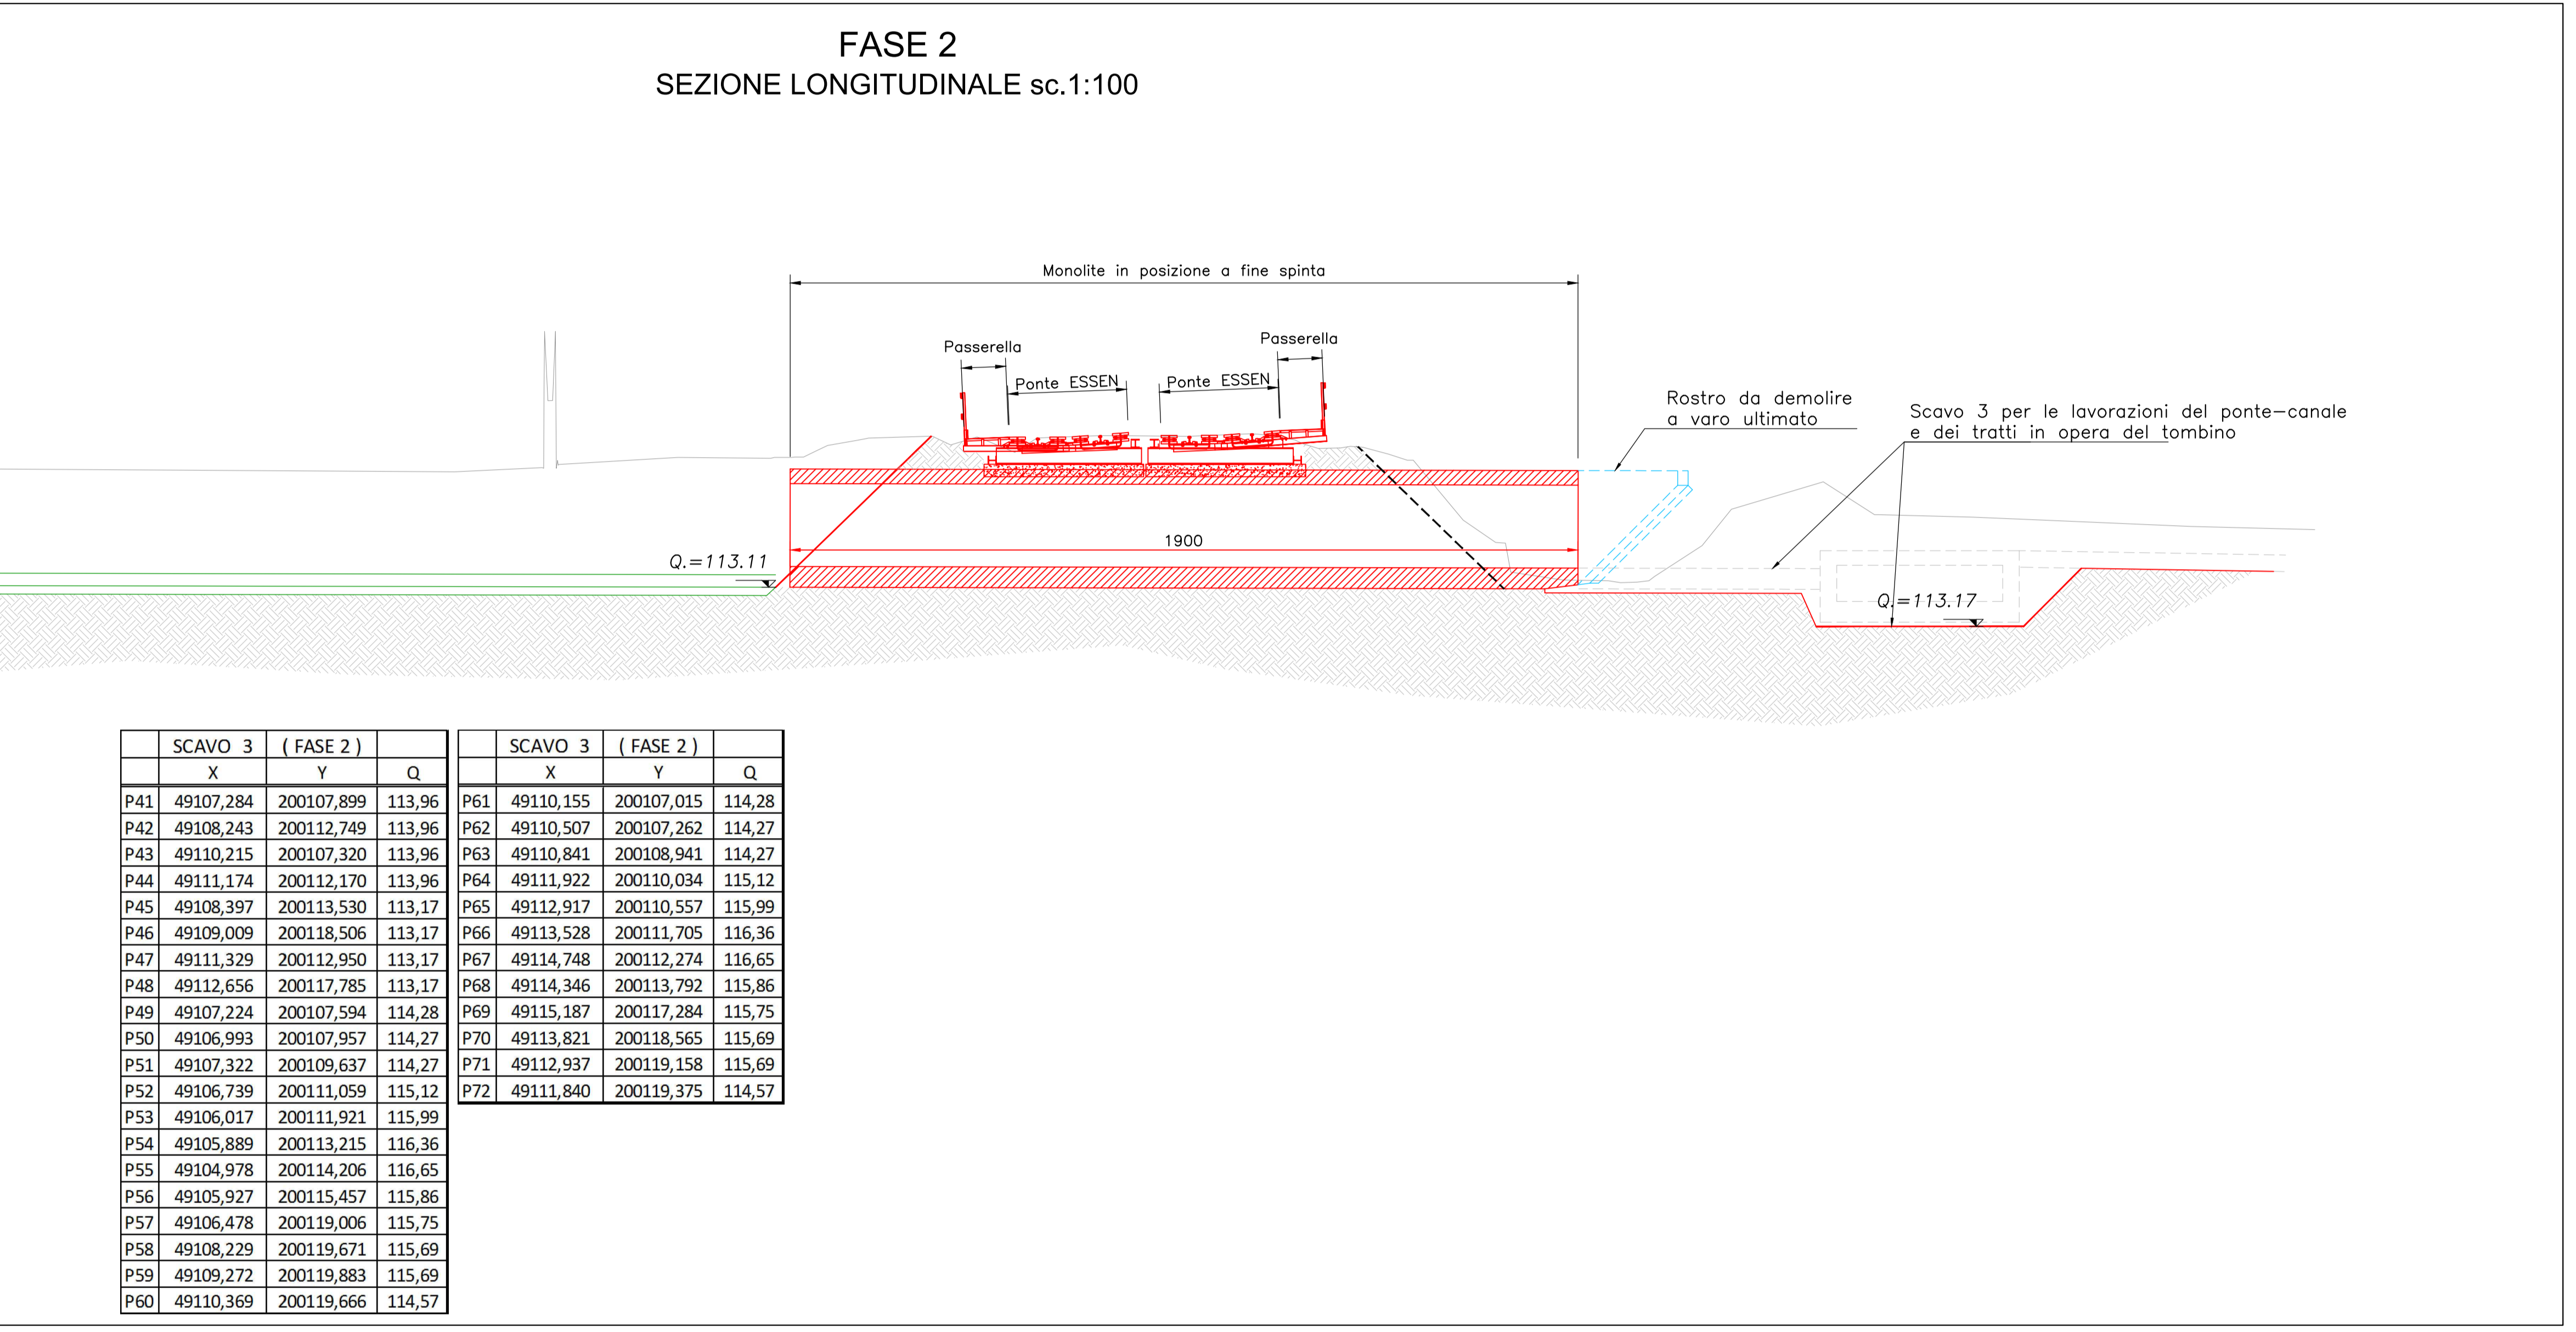 FASE 2
SEZIONE LONGITUDINALE sc.1:100
Monolite in posizione a fine spinta
Passerella
Passerella
Ponte ESSEN
Ponte ESSEN
Rostro da demolire
a varo ultimato
Scavo 3 per le lavorazioni del ponte-canale
e dei tratti in opera del tombino
1900
Q.=113.11
Q.=113.17
SCAVO 3 ( FASE 2 )
X Y Q
P41 49107,284 200107,899 113,96
P42 49108,243 200112,749 113,96
P43 49110,215 200107,320 113,96
P44 49111,174 200112,170 113,96
P45 49108,397 200113,530 113,17
P46 49109,009 200118,506 113,17
P47 49111,329 200112,950 113,17
P48 49112,656 200117,785 113,17
P49 49107,224 200107,594 114,28
P50 49106,993 200107,957 114,27
P51 49107,322 200109,637 114,27
P52 49106,739 200111,059 115,12
P53 49106,017 200111,921 115,99
P54 49105,889 200113,215 116,36
P55 49104,978 200114,206 116,65
P56 49105,927 200115,457 115,86
P57 49106,478 200119,006 115,75
P58 49108,229 200119,671 115,69
P59 49109,272 200119,883 115,69
P60 49110,369 200119,666 114,57
SCAVO 3 ( FASE 2 )
X Y Q
P61 49110,155 200107,015 114,28
P62 49110,507 200107,262 114,27
P63 49110,841 200108,941 114,27
P64 49111,922 200110,034 115,12
P65 49112,917 200110,557 115,99
P66 49113,528 200111,705 116,36
P67 49114,748 200112,274 116,65
P68 49114,346 200113,792 115,86
P69 49115,187 200117,284 115,75
P70 49113,821 200118,565 115,69
P71 49112,937 200119,158 115,69
P72 49111,840 200119,375 114,57